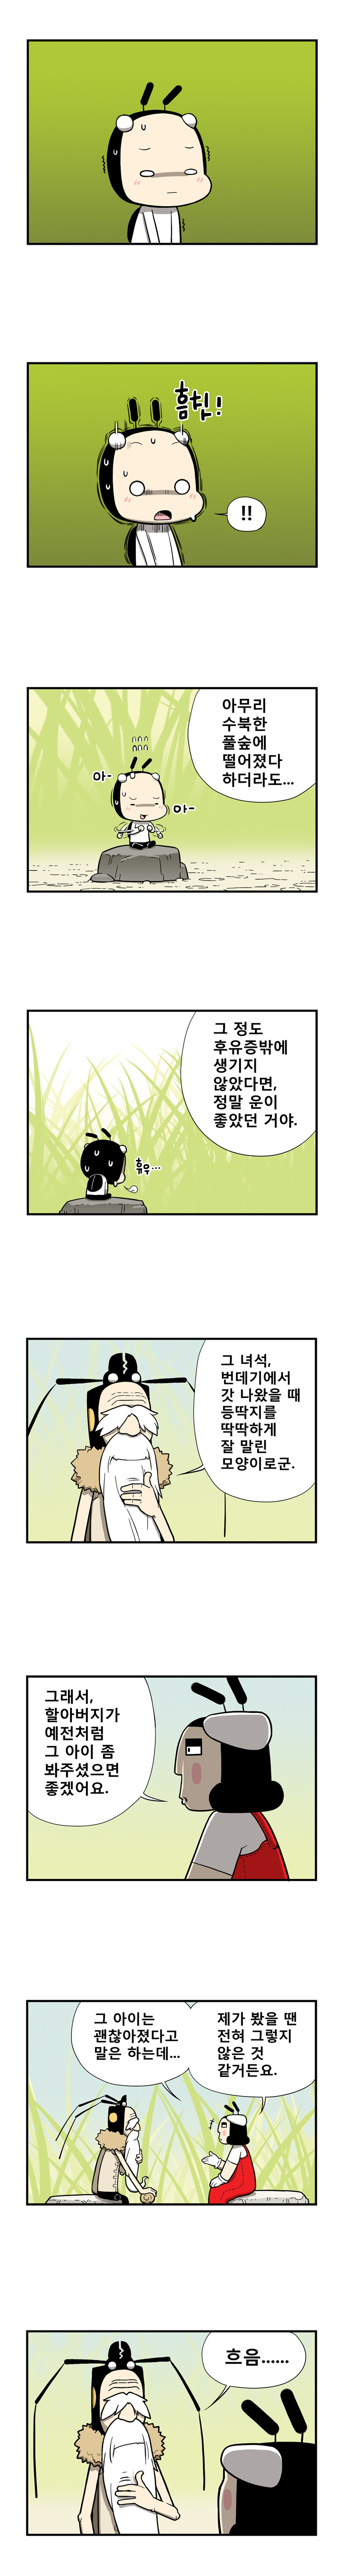 흠칫!
!!
아무리
수북한
풀숲에
떨어졌다
하더라도...
아-
아-
그 정도
후유증밖에
생기지
않았다면,
정말 운이
좋았던 거야.
휴우...
그 녀석,
번데기에서
갓 나왔을 때
등딱지를
딱딱하게
잘 말린
모양이로군.
그래서,
할아버지가
예전처럼
그 아이 좀
봐주셨으면
좋겠어요.
그 아이는
괜찮아졌다고
말은 하는데...
제가 봤을 땐
전혀 그렇지
않은 것
같거든요.
흐음......